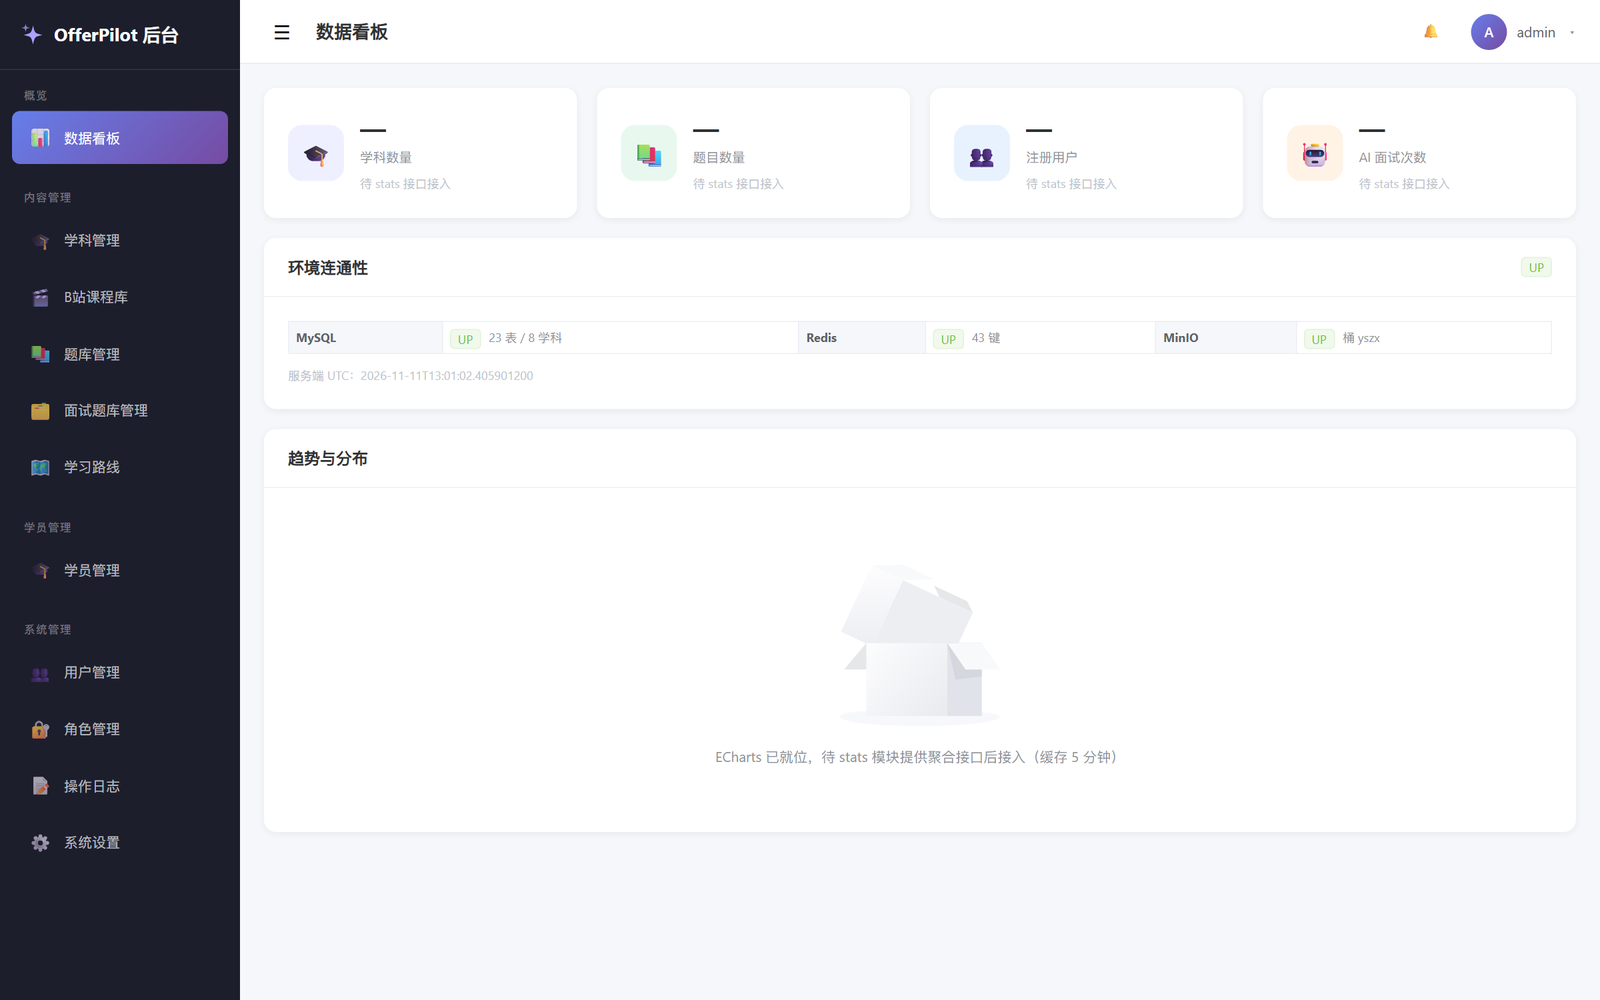 OfferPilot 后台
概览
数据看板
内容管理
学科管理
B站课程库
题库管理
面试题库管理
学习路线
学员管理
学员管理
系统管理
用户管理
角色管理
操作日志
系统设置
☰ 数据看板
A admin
—
学科数量
待 stats 接口接入
—
题目数量
待 stats 接口接入
—
注册用户
待 stats 接口接入
—
AI 面试次数
待 stats 接口接入
环境连通性 UP
MySQL UP 23 表 / 8 学科 Redis UP 43 键 MinIO UP 桶 yszx
服务端 UTC：2026-11-11T13:01:02.405901200
趋势与分布
ECharts 已就位，待 stats 模块提供聚合接口后接入（缓存 5 分钟）